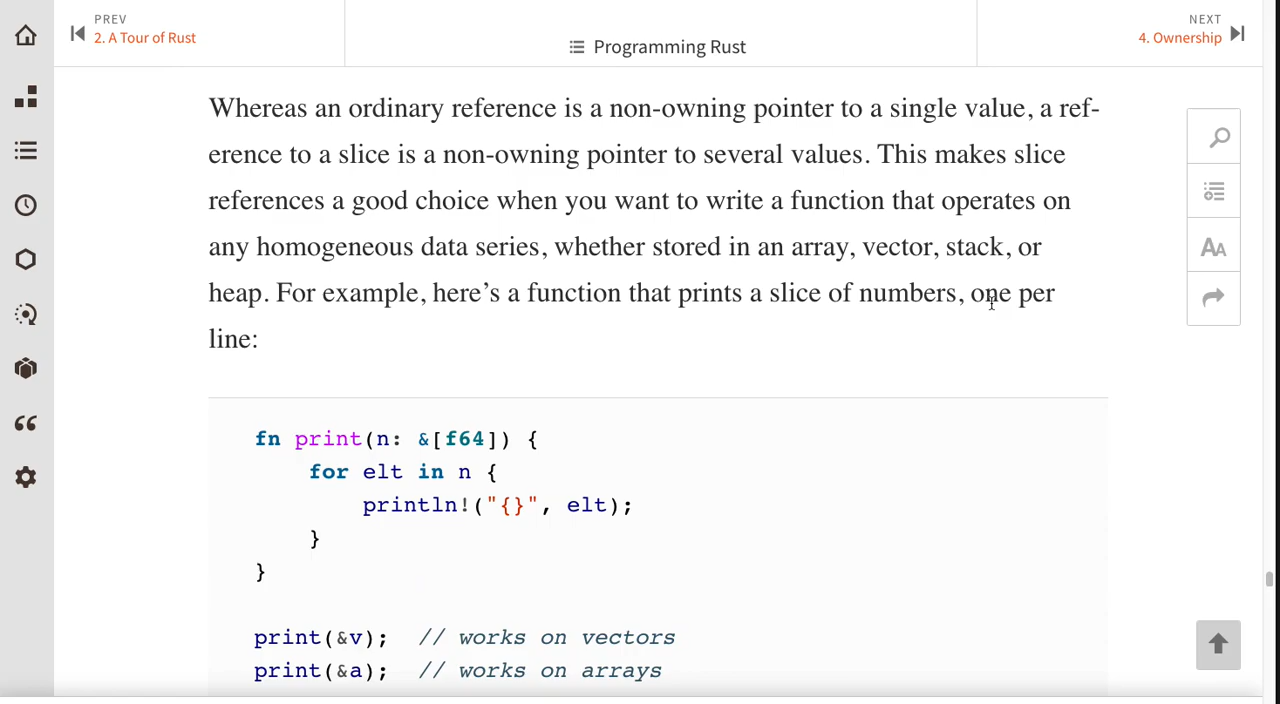 PREV
2. A Tour of Rust
Programming Rust
NEXT
4. Ownership
Whereas an ordinary reference is a non-owning pointer to a single value, a ref-
erence to a slice is a non-owning pointer to several values. This makes slice
references a good choice when you want to write a function that operates on
any homogeneous data series, whether stored in an array, vector, stack, or
heap. For example, here’s a function that prints a slice of numbers, one per
line:
AA
fn print(n: &[f64]) {
    for elt in n {
        println!("{}", elt);
    }
}
print(&v);  // works on vectors
print(&a);  // works on arrays